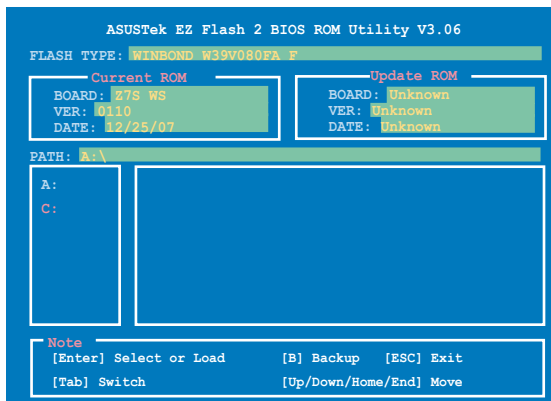 ASUSTek EZ Flash 2 BIOS ROM Utility V3.06
FLASH TYPE: WINBOND W39V080FA F
Current ROM
BOARD: Z7S WS
VER: 0110
DATE: 12/25/07
Update ROM
BOARD: Unknown
VER: Unknown
DATE: Unknown
PATH: A:\
A:
C:
Note
[Enter] Select or Load [B] Backup [ESC] Exit
[Tab] Switch [Up/Down/Home/End] Move